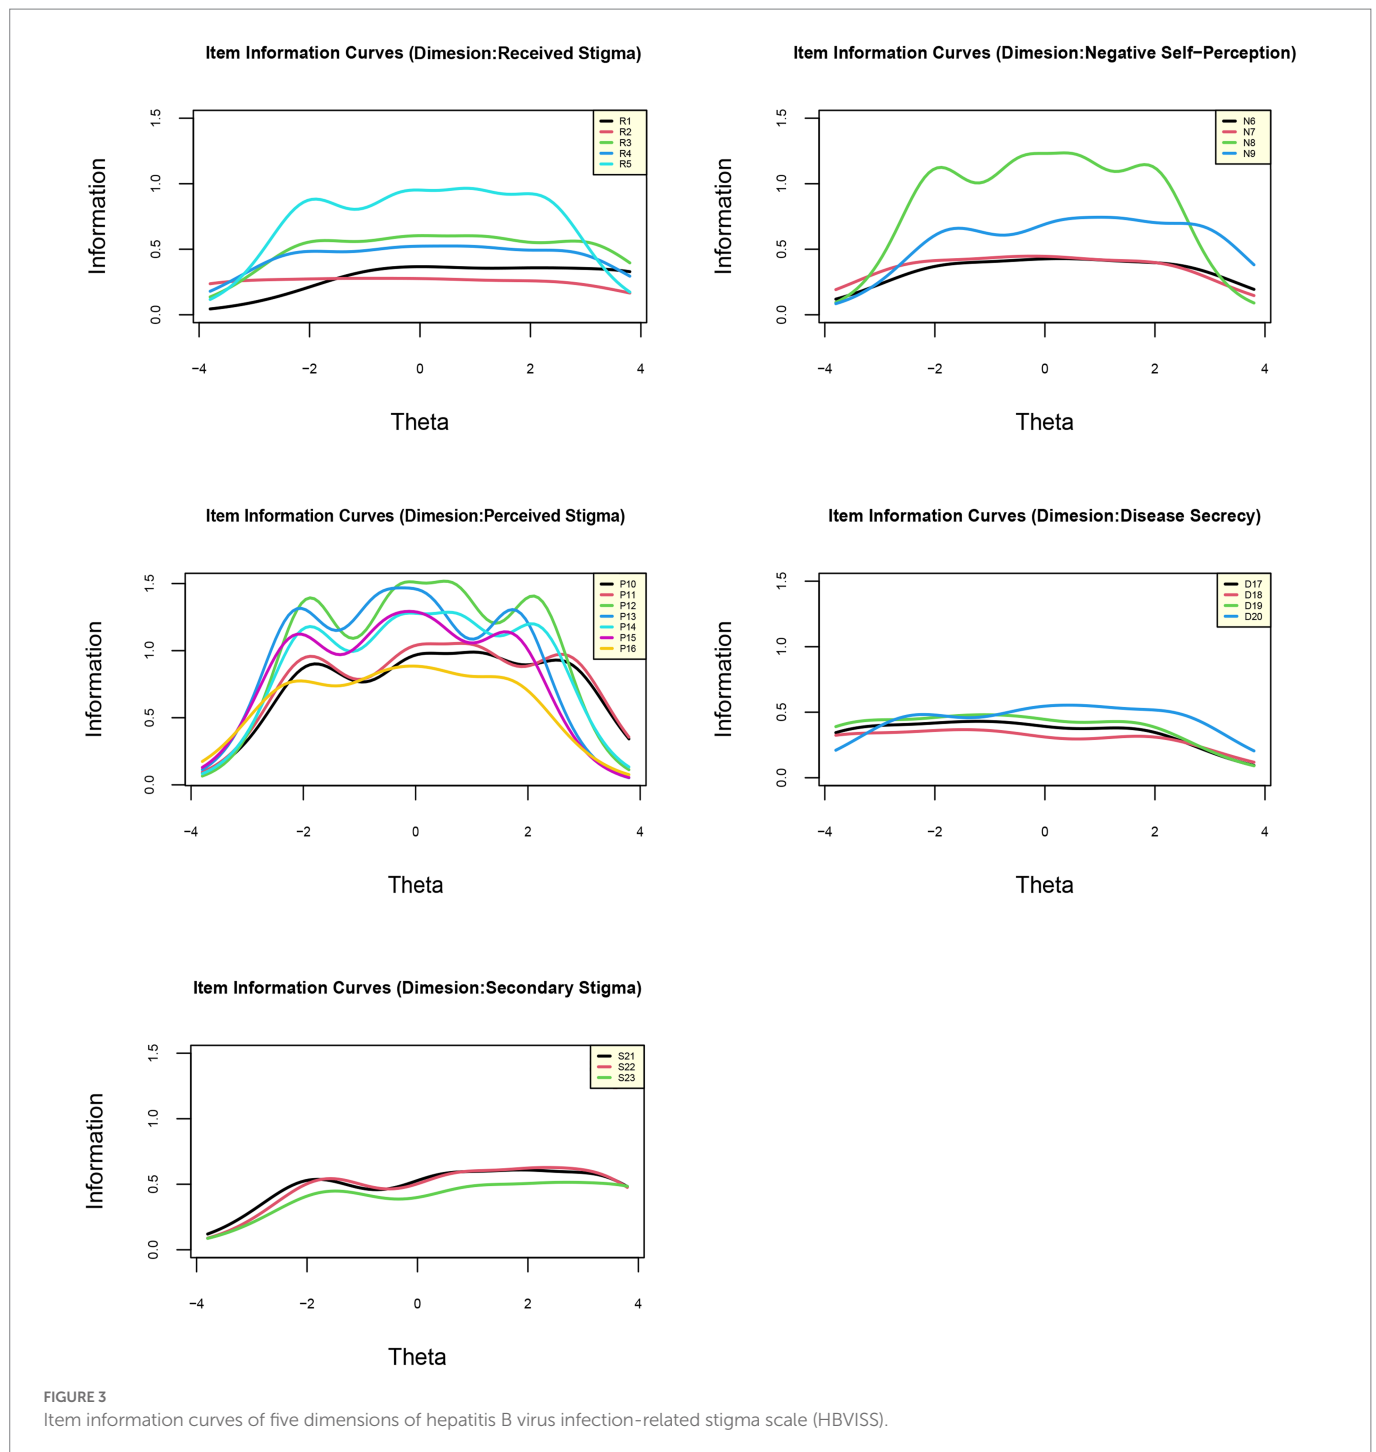 Item Information Curves (Dimesion:Received Stigma)
Information
1.5
1.0
0.5
0.0
R1
R2
R3
R4
R5
−4 −2 0 2 4
Theta
Item Information Curves (Dimesion:Negative Self−Perception)
Information
1.5
1.0
0.5
0.0
N6
N7
N8
N9
−4 −2 0 2 4
Theta
Item Information Curves (Dimesion:Perceived Stigma)
Information
1.5
1.0
0.5
0.0
P10
P11
P12
P13
P14
P15
P16
−4 −2 0 2 4
Theta
Item Information Curves (Dimesion:Disease Secrecy)
Information
1.5
1.0
0.5
0.0
D17
D18
D19
D20
−4 −2 0 2 4
Theta
Item Information Curves (Dimesion:Secondary Stigma)
Information
1.5
1.0
0.5
0.0
S21
S22
S23
−4 −2 0 2 4
Theta
FIGURE 3
Item information curves of five dimensions of hepatitis B virus infection-related stigma scale (HBVISS).